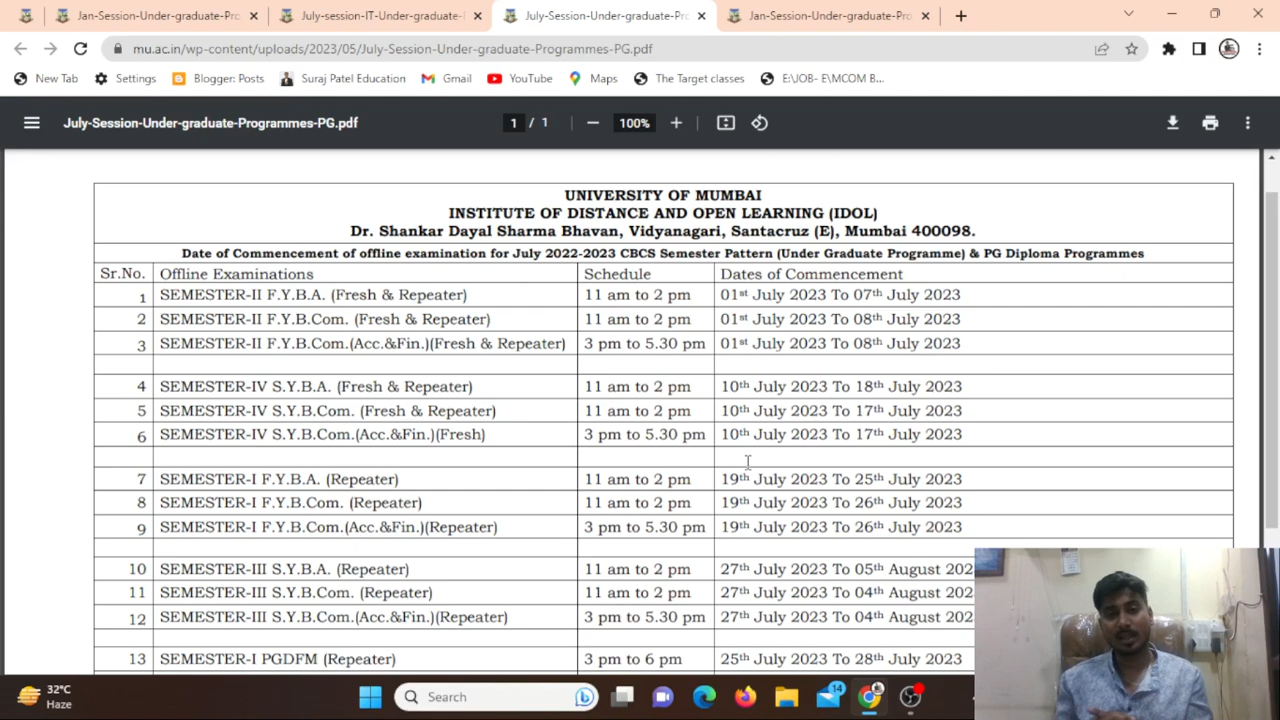 Jan-Session-Under-graduate-Pro
July-session-IT-Under-graduate-
July-Session-Under-graduate-Pr
Jan-Session-Under-graduate-Pro
mu.ac.in/wp-content/uploads/2023/05/July-Session-Under-graduate-Programmes-PG.pdf
New Tab Settings Blogger: Posts Suraj Patel Education Gmail YouTube Maps The Target classes E:\JOB- E\MCOM B...
July-Session-Under-graduate-Programmes-PG.pdf 1 / 1 100%
UNIVERSITY OF MUMBAI
INSTITUTE OF DISTANCE AND OPEN LEARNING (IDOL)
Dr. Shankar Dayal Sharma Bhavan, Vidyanagari, Santacruz (E), Mumbai 400098.
Date of Commencement of offline examination for July 2022-2023 CBCS Semester Pattern (Under Graduate Programme) & PG Diploma Programmes
Sr.No. Offline Examinations Schedule Dates of Commencement
1 SEMESTER-II F.Y.B.A. (Fresh & Repeater) 11 am to 2 pm 01st July 2023 To 07th July 2023
2 SEMESTER-II F.Y.B.Com. (Fresh & Repeater) 11 am to 2 pm 01st July 2023 To 08th July 2023
3 SEMESTER-II F.Y.B.Com.(Acc.&Fin.)(Fresh & Repeater) 3 pm to 5.30 pm 01st July 2023 To 08th July 2023
4 SEMESTER-IV S.Y.B.A. (Fresh & Repeater) 11 am to 2 pm 10th July 2023 To 18th July 2023
5 SEMESTER-IV S.Y.B.Com. (Fresh & Repeater) 11 am to 2 pm 10th July 2023 To 17th July 2023
6 SEMESTER-IV S.Y.B.Com.(Acc.&Fin.)(Fresh) 3 pm to 5.30 pm 10th July 2023 To 17th July 2023
7 SEMESTER-I F.Y.B.A. (Repeater) 11 am to 2 pm 19th July 2023 To 25th July 2023
8 SEMESTER-I F.Y.B.Com. (Repeater) 11 am to 2 pm 19th July 2023 To 26th July 2023
9 SEMESTER-I F.Y.B.Com.(Acc.&Fin.)(Repeater) 3 pm to 5.30 pm 19th July 2023 To 26th July 2023
10 SEMESTER-III S.Y.B.A. (Repeater) 11 am to 2 pm 27th July 2023 To 05th August 202
11 SEMESTER-III S.Y.B.Com. (Repeater) 11 am to 2 pm 27th July 2023 To 04th August 202
12 SEMESTER-III S.Y.B.Com.(Acc.&Fin.)(Repeater) 3 pm to 5.30 pm 27th July 2023 To 04th August 202
13 SEMESTER-I PGDFM (Repeater) 3 pm to 6 pm 25th July 2023 To 28th July 2023
32°C
Haze
Search
14